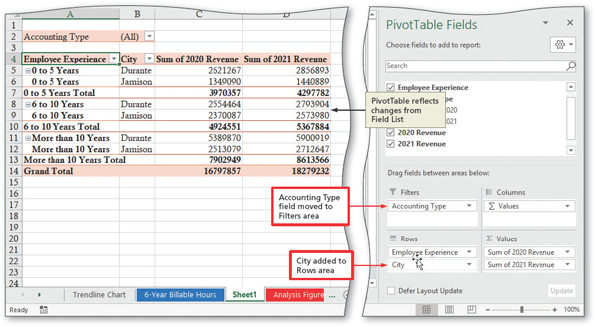 A B C D
1
2 Accounting Type (All)
3
4 Employee Experience City Sum of 2020 Revenue Sum of 2021 Revenue
5 0 to 5 Years Durante 2521267 2856893
6 0 to 5 Years Jamison 1349090 1440889
7 0 to 5 Years Total 3970357 4297782
8 6 to 10 Years Durante 2554464 2793904
9 6 to 10 Years Jamison 2370087 2573980
10 6 to 10 Years Total 4924551 5367884
11 More than 10 Years Durante 5389870 5900919
12 More than 10 Years Jamison 2513079 2712647
13 More than 10 Years Total 7902949 8613566
14 Grand Total 16797857 18279232
15
16
17
18
19
20
21
22
23
24
Trendline Chart 6-Year Billable Hours Sheet1 Analysis Figure ...
Ready
PivotTable reflects
changes from
Field List
Accounting Type
field moved to
Filters area
City added to
Rows area
PivotTable Fields
Choose fields to add to report:
Search
Employee Experience
pe
020
021
2020 Revenue
2021 Revenue
Drag fields between areas below:
Filters Columns
Accounting Type Σ Values
Rows Σ Values
Employee Experience Sum of 2020 Revenue
City Sum of 2021 Revenue
Defer Layout Update Update
100%